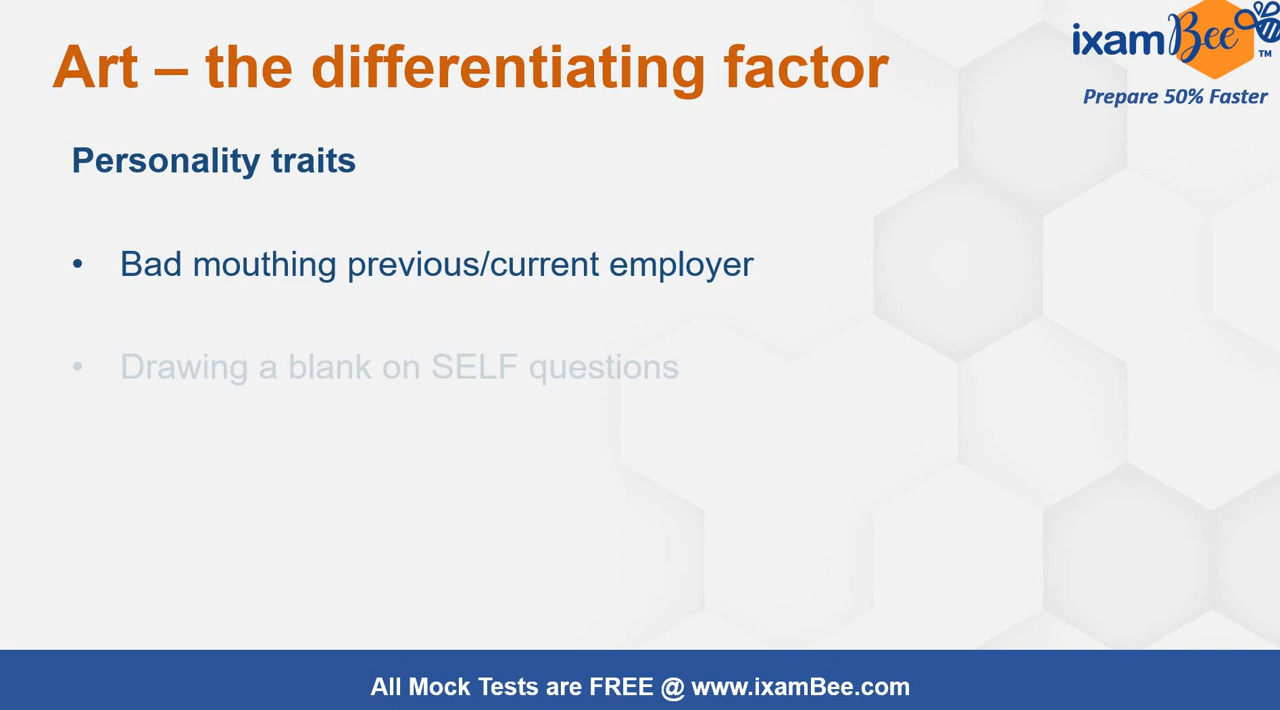 ixamBee™
Prepare 50% Faster
Art – the differentiating factor
Personality traits
• Bad mouthing previous/current employer
• Drawing a blank on SELF questions
All Mock Tests are FREE @ www.ixamBee.com